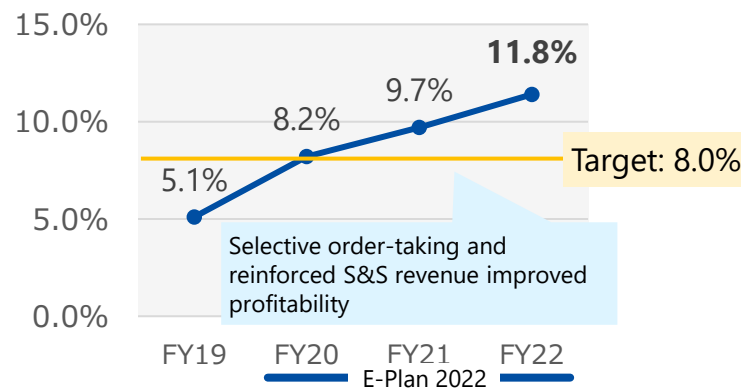 15.0%
10.0%
5.0%
0.0%
5.1%
8.2%
9.7%
11.8%
Target: 8.0%
Selective order-taking and
reinforced S&S revenue improved
profitability
FY19 FY20 FY21 FY22
E-Plan 2022